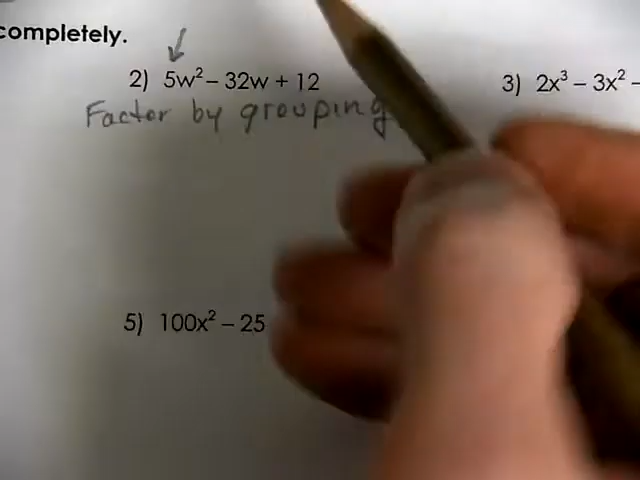 completely.
2) 5w² – 32w + 12
3) 2x³ – 3x² –
Factor by grouping
5) 100x² – 25